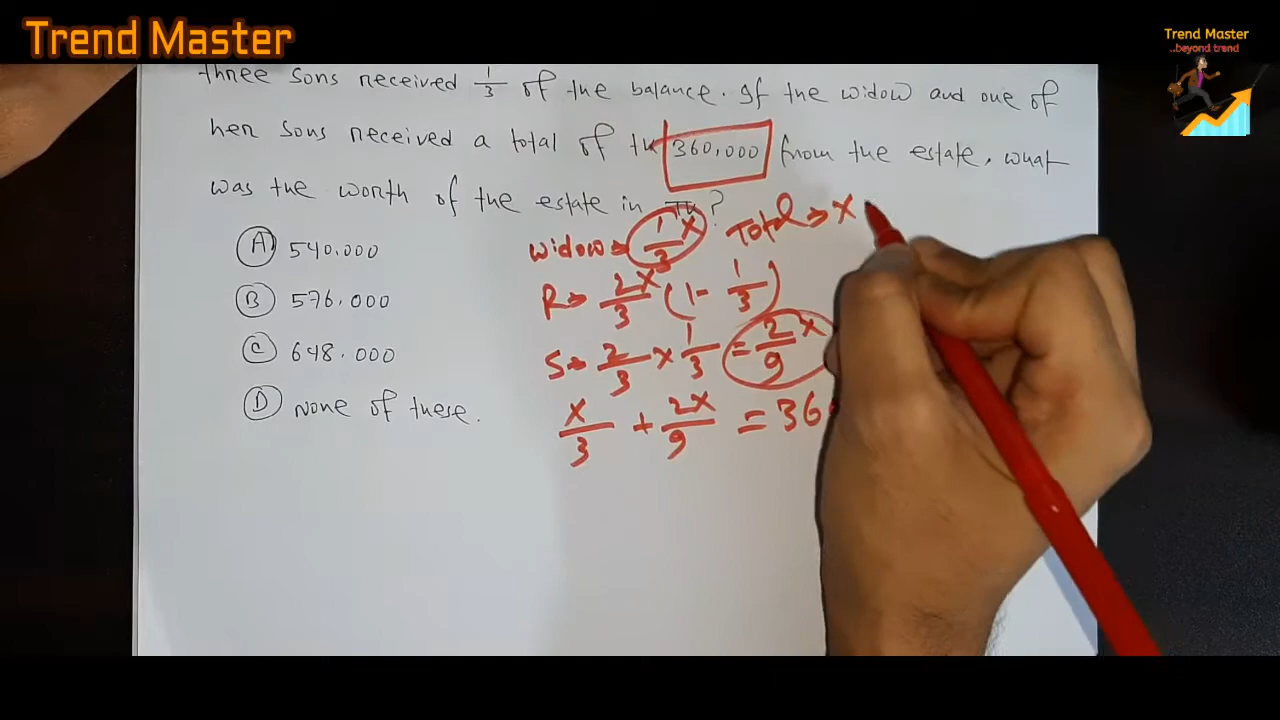 Trend Master
Trend Master
..beyond trend
three sons received 1/3 of the balance. If the widow and one of
her sons received a total of tk 360,000 from the estate, what
was the worth of the estate in TK?
(A) 540.000
(B) 576.000
(C) 648.000
(D) none of these.
Total → x
widow → 1/3 x
R → 2x/3 (1 - 1/3)
S → 2/3 x 1/3 = 2/9 x
x/3 + 2x/9 = 36